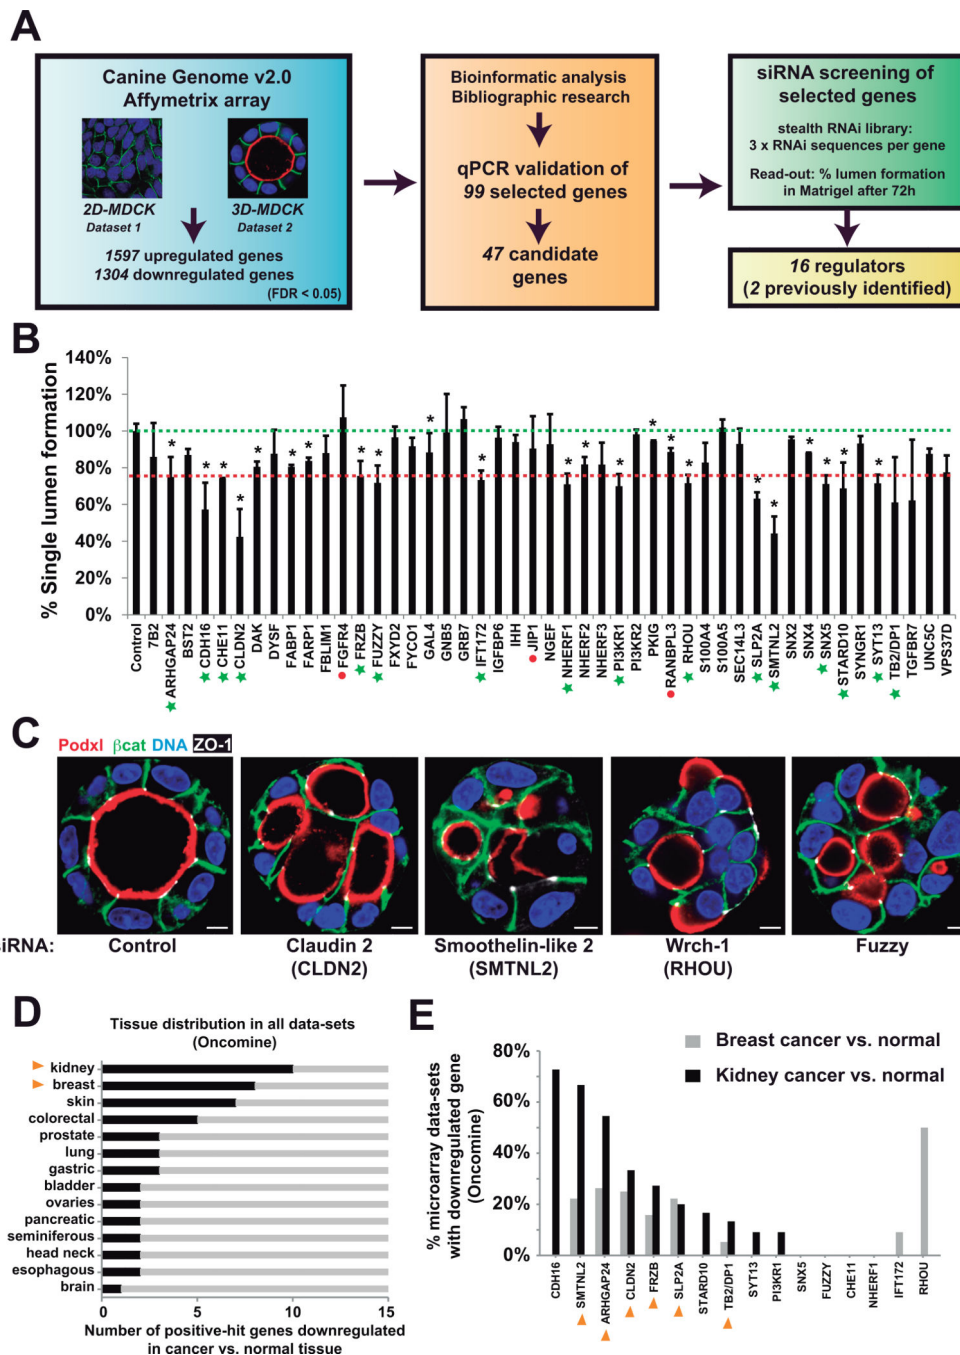 A
Canine Genome v2.0
Affymetrix array
2D-MDCK
Dataset 1
3D-MDCK
Dataset 2
1597 upregulated genes
1304 downregulated genes
(FDR < 0.05)
Bioinformatic analysis
Bibliographic research
qPCR validation of
99 selected genes
47 candidate
genes
siRNA screening of
selected genes
stealth RNAi library:
3 x RNAi sequences per gene
Read-out: % lumen formation
in Matrigel after 72h
16 regulators
(2 previously identified)
B
% Single lumen formation
140%
120%
100%
80%
60%
40%
20%
0%
Control
7B2
ARHGAP24
BST2
CDH16
CHE11
CLDN2
DAK
DYSF
FABP1
FARP1
FBLIM1
FGFR4
FRZB
FUZZY
FXYD2
FYCO1
GAL4
GNB5
GRB7
IFT172
IGFBP6
IHH
JIP1
NGEF
NHERF1
NHERF2
NHERF3
PI3KR1
PI3KR2
PKIG
RANBPL3
RHOU
S100A4
S100A5
SEC14L3
SLP2A
SMTNL2
SNX2
SNX4
SNX5
STARD10
SYNGR1
SYT13
TB2/DP1
TGFBR7
UNC5C
VPS37D
C
Podxl βcat DNA ZO-1
siRNA:
Control
Claudin 2
(CLDN2)
Smoothelin-like 2
(SMTNL2)
Wrch-1
(RHOU)
Fuzzy
D
Tissue distribution in all data-sets
(Oncomine)
kidney
breast
skin
colorectal
prostate
lung
gastric
bladder
ovaries
pancreatic
seminiferous
head neck
esophagous
brain
0 5 10 15
Number of positive-hit genes downregulated
in cancer vs. normal tissue
E
Breast cancer vs. normal
Kidney cancer vs. normal
% microarray data-sets
with downregulated gene
(Oncomine)
80%
60%
40%
20%
0%
CDH16
SMTNL2
ARHGAP24
CLDN2
FRZB
SLP2A
STARD10
TB2/DP1
SYT13
PI3KR1
SNX5
FUZZY
CHE11
NHERF1
IFT172
RHOU